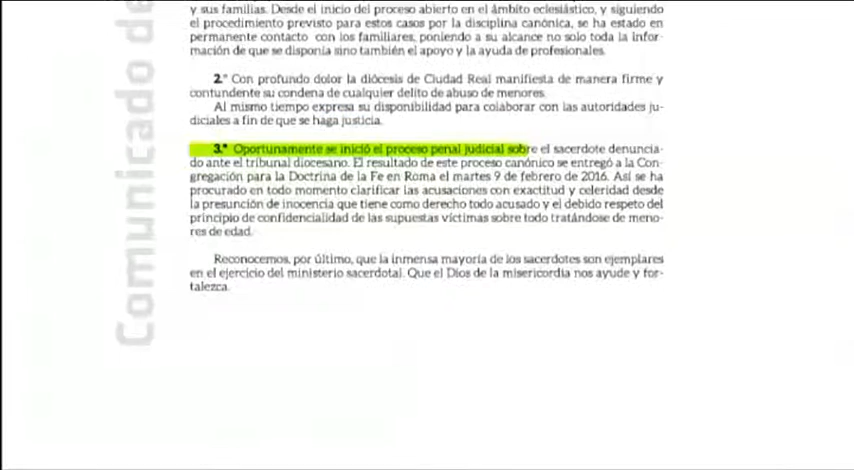 y sus familias. Desde el inicio del proceso abierto en el ámbito eclesiástico, y siguiendo
el procedimiento previsto para estos casos por la disciplina canónica, se ha estado en
permanente contacto con los familiares, poniendo a su alcance no solo toda la infor-
mación de que se disponía sino también el apoyo y la ayuda de profesionales.
2.º Con profundo dolor la diócesis de Ciudad Real manifiesta de manera firme y
contundente su condena de cualquier delito de abuso de menores.
Al mismo tiempo expresa su disponibilidad para colaborar con las autoridades ju-
diciales a fin de que se haga justicia.
3.º Oportunamente se inició el proceso penal judicial sobre el sacerdote denuncia-
do ante el tribunal diocesano. El resultado de este proceso canónico se entregó a la Con-
gregación para la Doctrina de la Fe en Roma el martes 9 de febrero de 2016. Así se ha
procurado en todo momento clarificar las acusaciones con exactitud y celeridad desde
la presunción de inocencia que tiene como derecho todo acusado y el debido respeto del
principio de confidencialidad de las supuestas víctimas sobre todo tratándose de meno-
res de edad.
Reconocemos, por último, que la inmensa mayoría de los sacerdotes son ejemplares
en el ejercicio del ministerio sacerdotal. Que el Dios de la misericordia nos ayude y for-
talezca.
Comunicado de